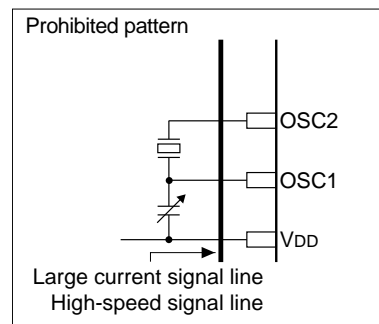 Prohibited pattern
OSC2
OSC1
VDD
Large current signal line
High-speed signal line